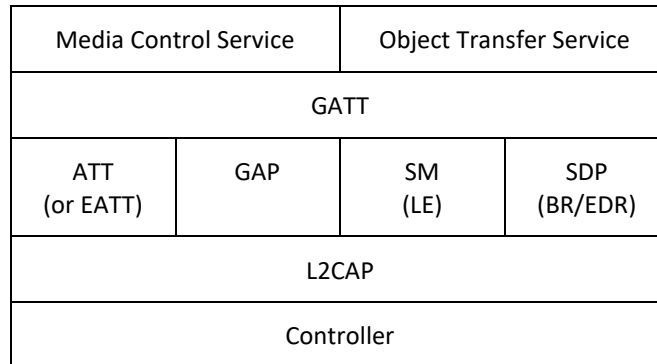 Media Control Service
Object Transfer Service
GATT
ATT
(or EATT)
GAP
SM
(LE)
SDP
(BR/EDR)
L2CAP
Controller